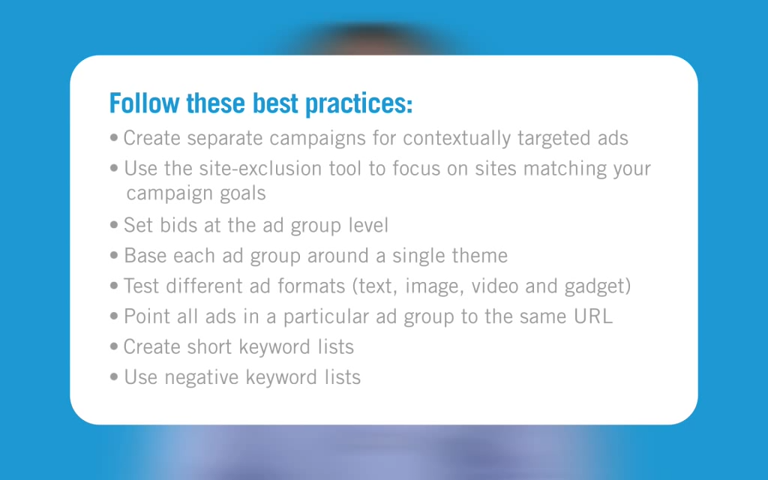 Follow these best practices:
• Create separate campaigns for contextually targeted ads
• Use the site-exclusion tool to focus on sites matching your
campaign goals
• Set bids at the ad group level
• Base each ad group around a single theme
• Test different ad formats (text, image, video and gadget)
• Point all ads in a particular ad group to the same URL
• Create short keyword lists
• Use negative keyword lists